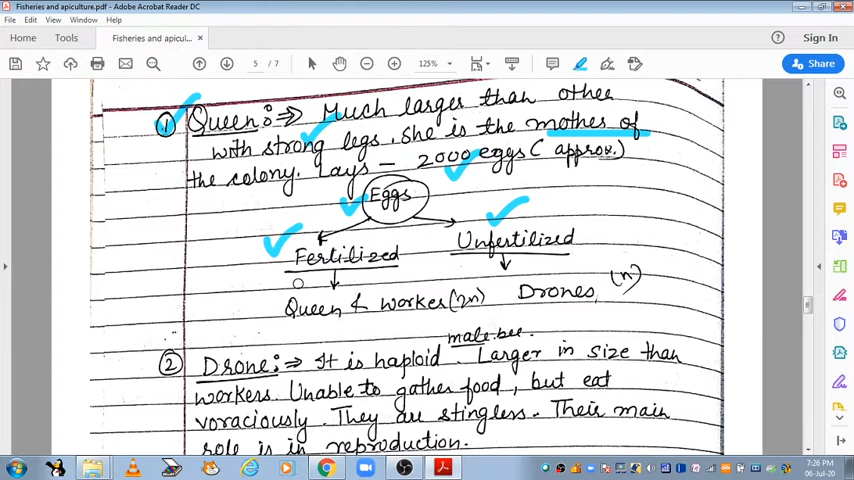 Fisheries and apiculture.pdf - Adobe Acrobat Reader DC
File Edit View Window Help
Home Tools Fisheries and apicul... × Sign In
5 / 7 125% Share
① Queen:⇒ Much larger than other
with strong legs. She is the mother of
the colony. Lays - 2000 eggs (approx.)
Eggs
Fertilized Unfertilized
Queen & worker (2n) Drones (n)
male bee.
② Drone:⇒ It is haploid. Larger in size than
workers. Unable to gather food, but eat
voraciously. They are stingless. Their main
role is in reproduction.
7:26 PM
06-Jul-20